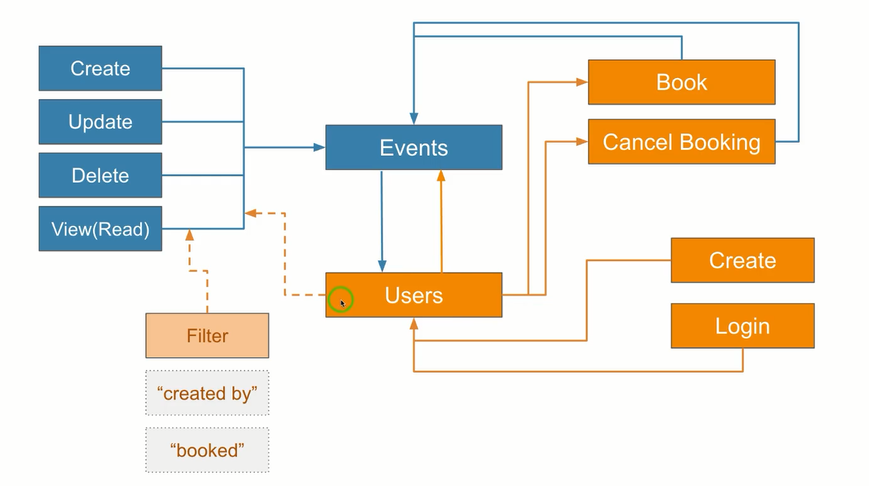 Create
Update
Delete
View(Read)
Events
Users
Book
Cancel Booking
Create
Login
Filter
“created by”
“booked”